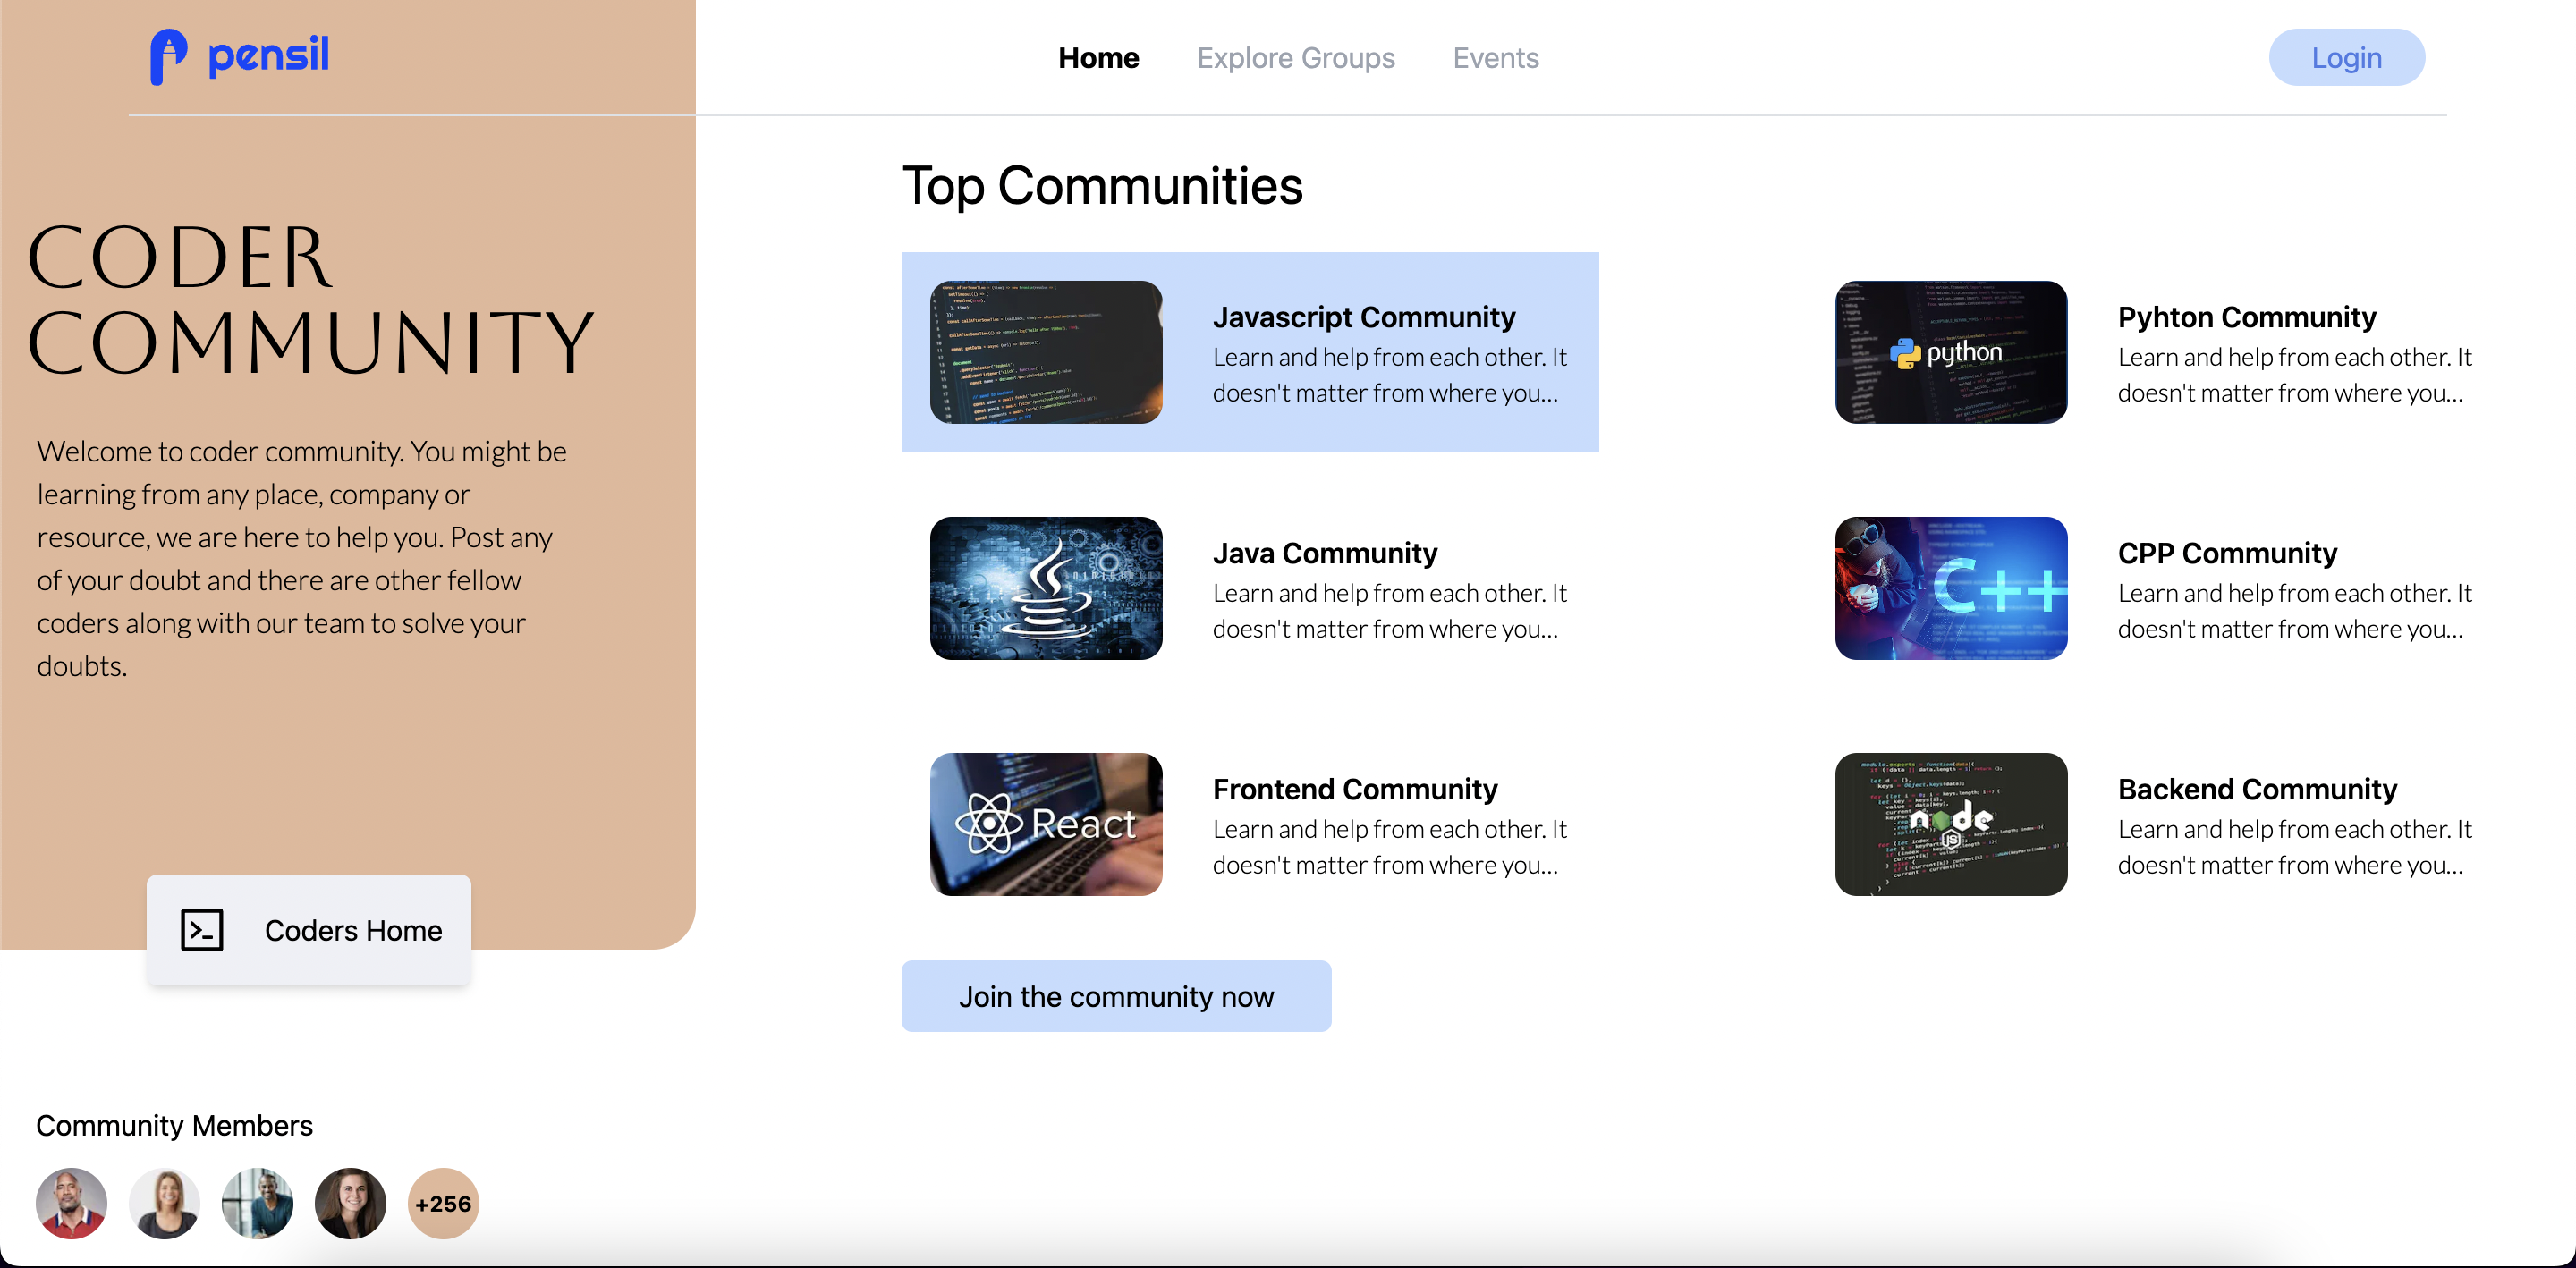 pensil
Home
Explore Groups
Events
Login
CODER
COMMUNITY
Welcome to coder community. You might be
learning from any place, company or
resource, we are here to help you. Post any
of your doubt and there are other fellow
coders along with our team to solve your
doubts.
Coders Home
Community Members
+256
Top Communities
Javascript Community
Learn and help from each other. It
doesn't matter from where you...
python
Pyhton Community
Learn and help from each other. It
doesn't matter from where you...
Java Community
Learn and help from each other. It
doesn't matter from where you...
C++
CPP Community
Learn and help from each other. It
doesn't matter from where you...
React
Frontend Community
Learn and help from each other. It
doesn't matter from where you...
node
JS
Backend Community
Learn and help from each other. It
doesn't matter from where you...
Join the community now